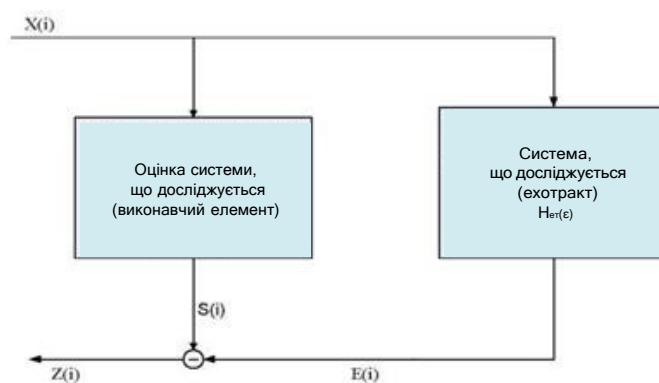 X(i)
Оцінка системи,
що досліджується
(виконавчий елемент)
Система,
що досліджується
(ехотракт)
Hет(ε)
S(i)
Z(i)
E(i)